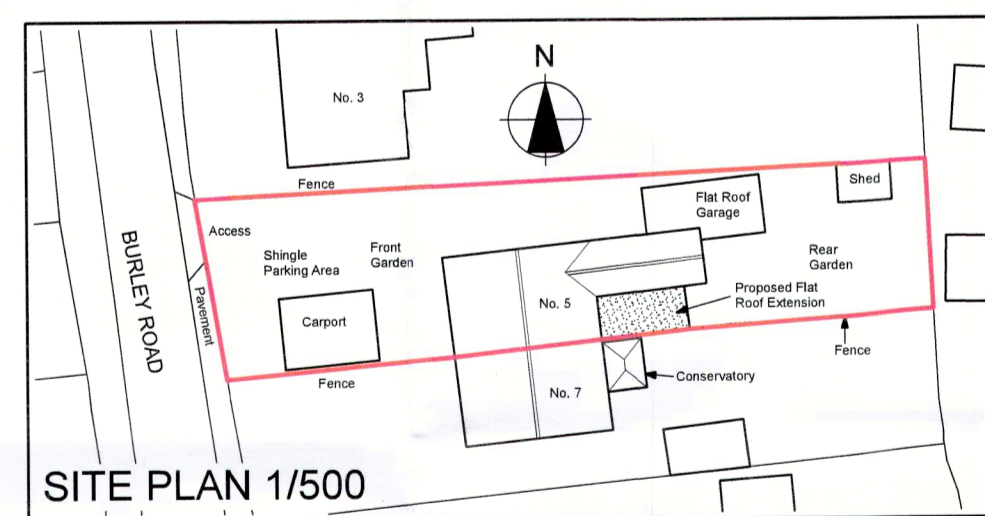 N
No. 3
Fence
Shed
Flat Roof
Garage
Access
Shingle
Parking Area
Front
Garden
Rear
Garden
BURLEY ROAD
Pavement
Carport
No. 5
Proposed Flat
Roof Extension
Fence
Fence
No. 7
Conservatory
SITE PLAN 1/500